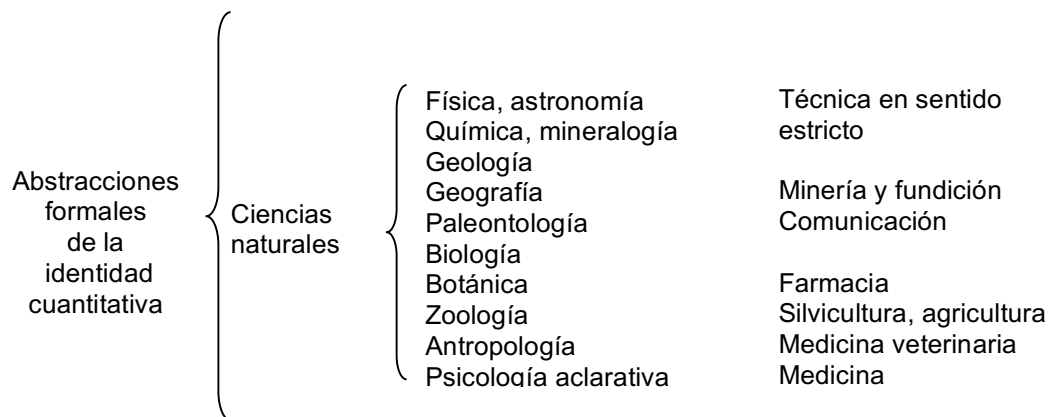 Abstracciones
formales
de la
identidad
cuantitativa
Ciencias
naturales
Física, astronomía
Química, mineralogía
Geología
Geografía
Paleontología
Biología
Botánica
Zoología
Antropología
Psicología aclarativa
Técnica en sentido
estricto
Minería y fundición
Comunicación
Farmacia
Silvicultura, agricultura
Medicina veterinaria
Medicina